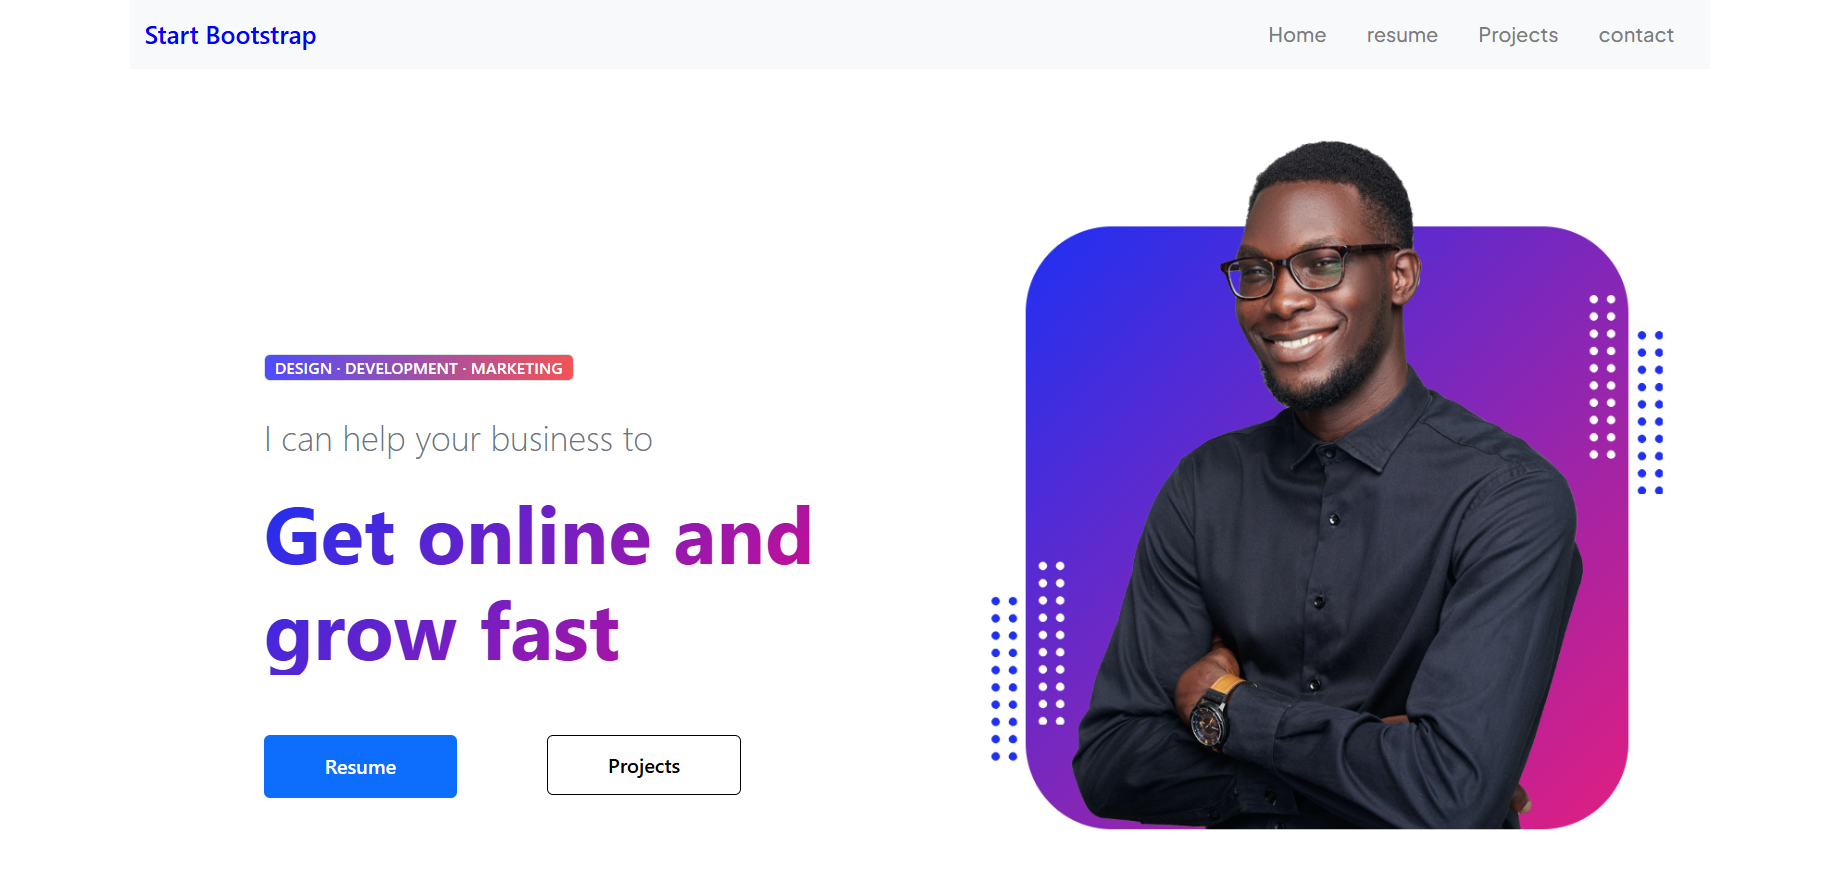 Start Bootstrap
Home resume Projects contact
DESIGN · DEVELOPMENT · MARKETING
I can help your business to
Get online and
grow fast
Resume Projects